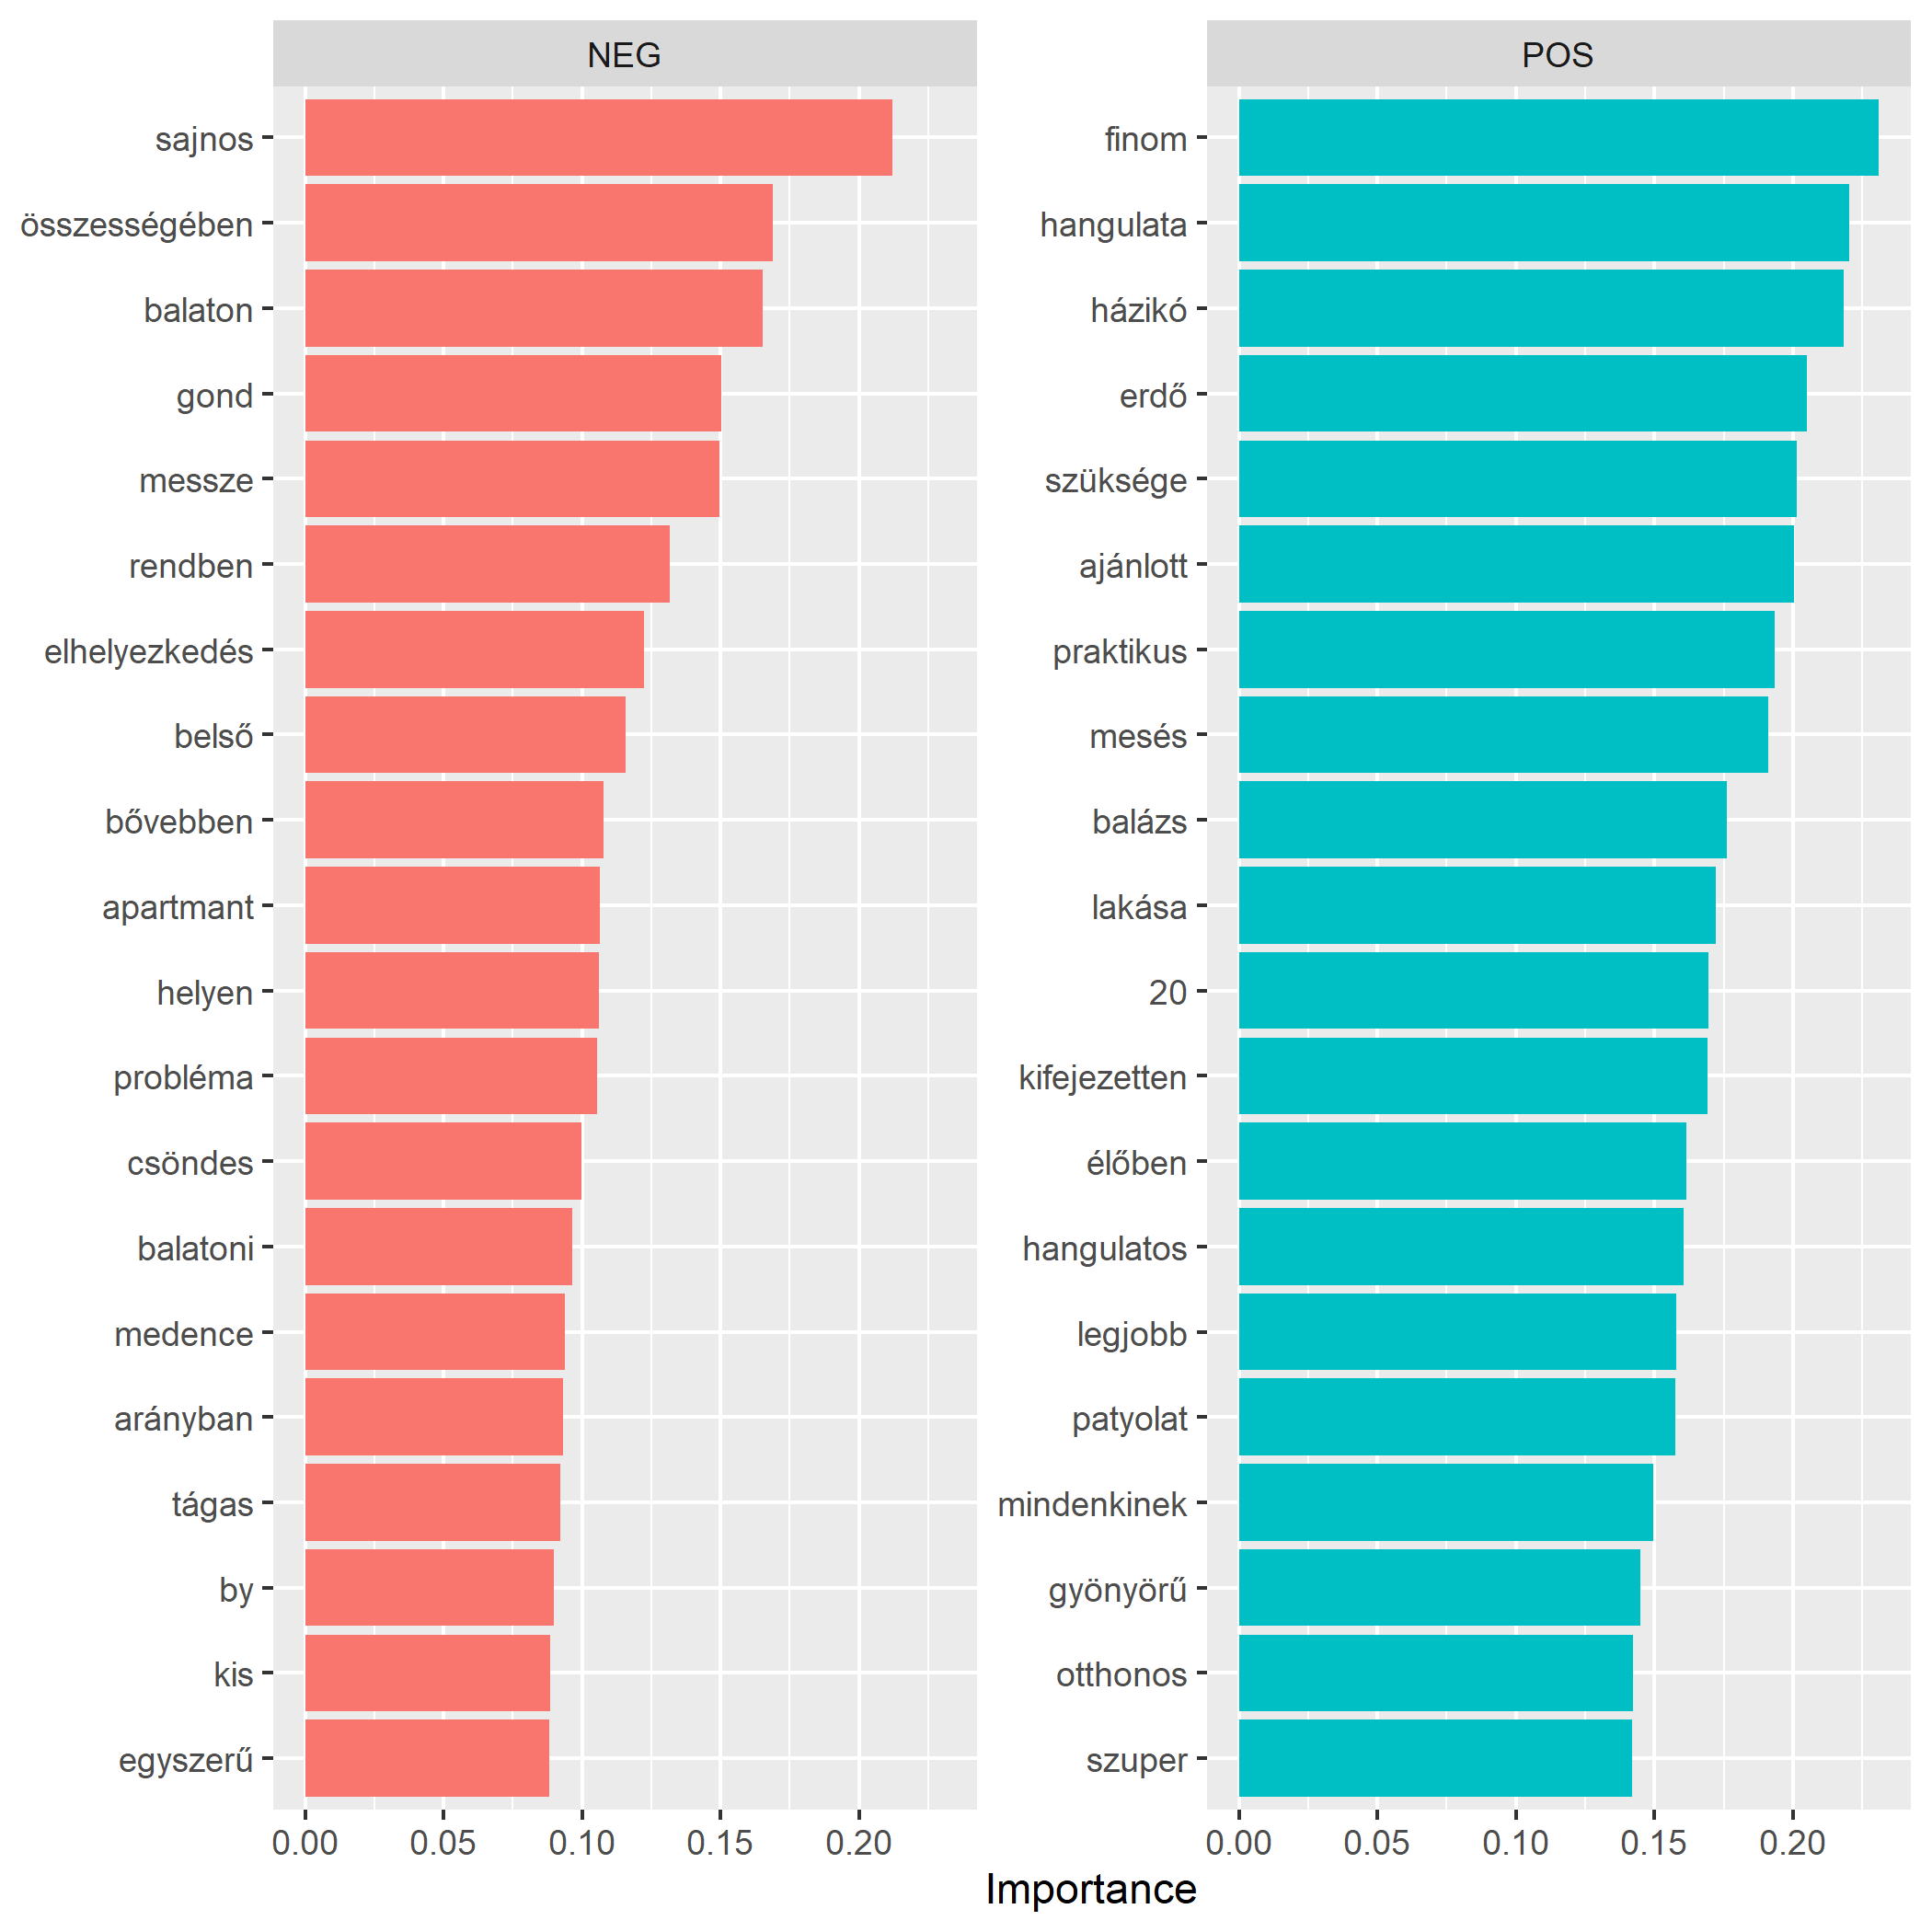 NEG
sajnos
összességében
balaton
gond
messze
rendben
elhelyezkedés
belső
bővebben
apartmant
helyen
probléma
csöndes
balatoni
medence
arányban
tágas
by
kis
egyszerű
0.00 0.05 0.10 0.15 0.20
POS
finom
hangulata
házikó
erdő
szüksége
ajánlott
praktikus
mesés
balázs
lakása
20
kifejezetten
élőben
hangulatos
legjobb
patyolat
mindenkinek
gyönyörű
otthonos
szuper
0.00 0.05 0.10 0.15 0.20
Importance